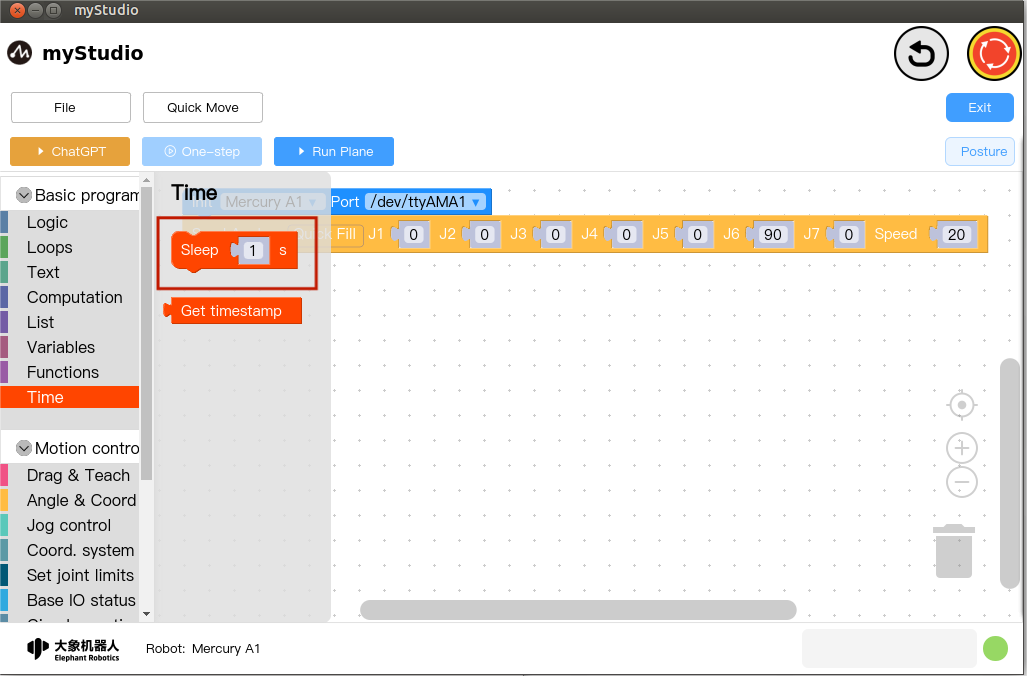 myStudio
myStudio
File
Quick Move
Exit
ChatGPT
One-step
Run Plane
Posture
Basic program
Logic
Loops
Text
Computation
List
Variables
Functions
Time
Motion contro
Drag & Teach
Angle & Coord
Jog control
Coord. system
Set joint limits
Base IO status
Time
Init Mercury A1 Port /dev/ttyAMA1
Fill J1 0 J2 0 J3 0 J4 0 J5 0 J6 90 J7 0 Speed 20
Sleep 1 s
Get timestamp
大象机器人
Elephant Robotics
Robot: Mercury A1